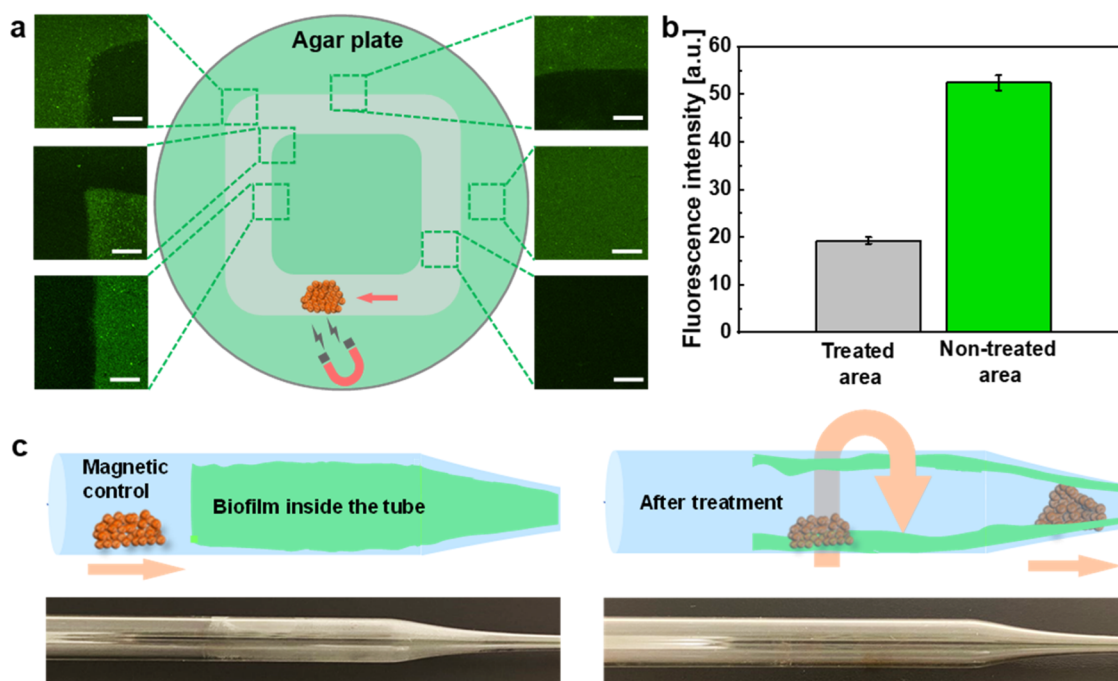 a
Agar plate
b
Fluorescence intensity [a.u.]
60
50
40
30
20
10
0
Treated
area
Non-treated
area
c
Magnetic
control
Biofilm inside the tube
After treatment